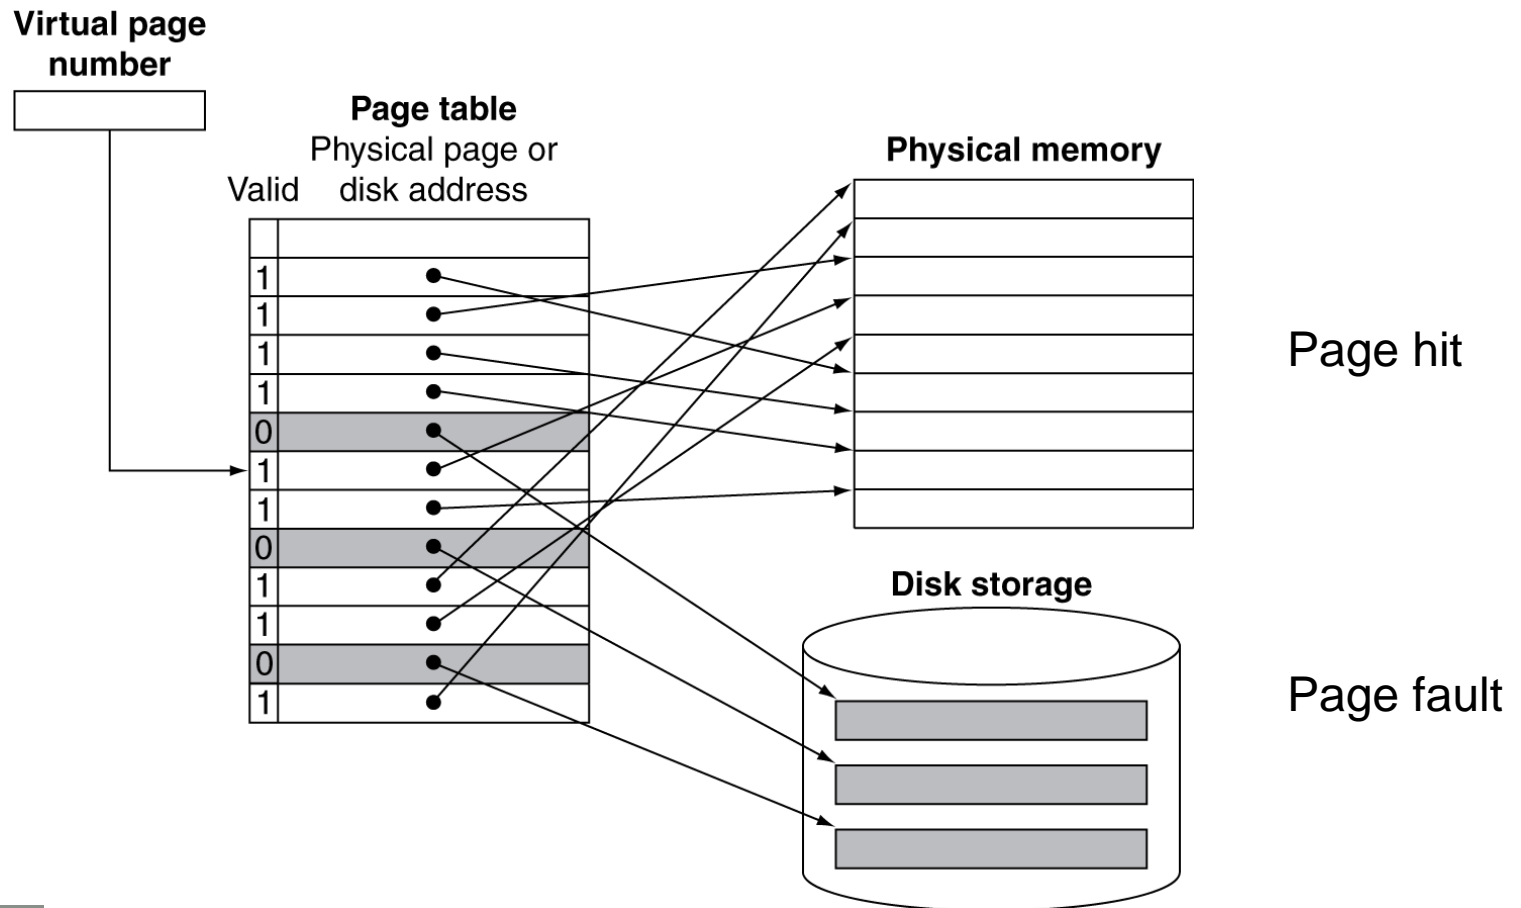 Virtual page
number
Page table
Physical page or
Valid disk address
Physical memory
1
1
1
1
0
1
1
0
1
1
0
1
Page hit
Disk storage
Page fault